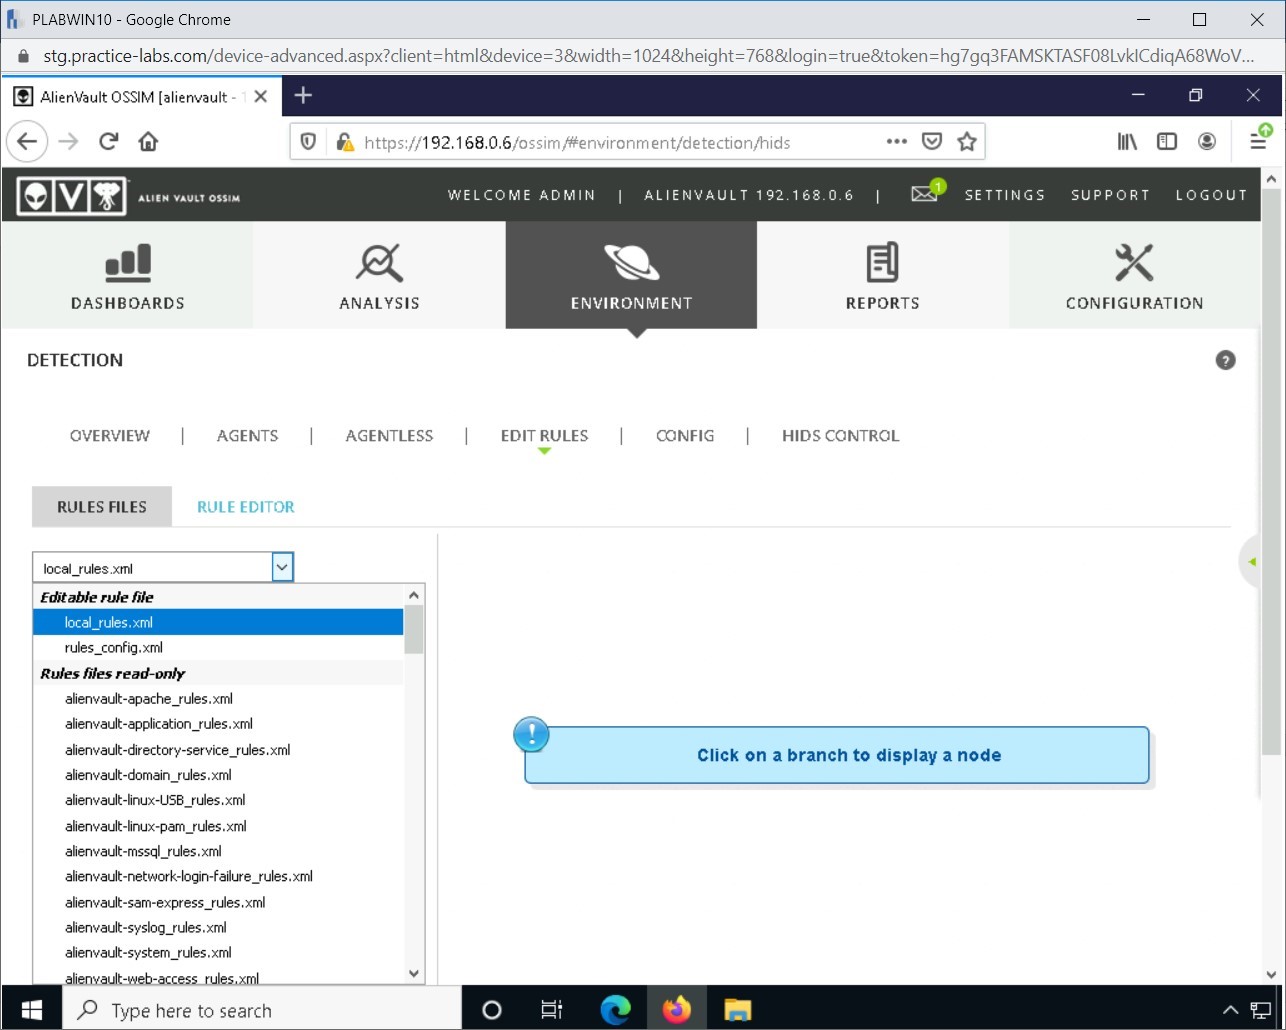 PLABWIN10 - Google Chrome
stg.practice-labs.com/device-advanced.aspx?client=html&device=3&width=1024&height=768&login=true&token=hg7gq3FAMSKTASF08LvkICdiqA68WoV...
AlienVault OSSIM [alienvault - 1
https://192.168.0.6/ossim/#environment/detection/hids
ALIEN VAULT OSSIM
WELCOME ADMIN | ALIENVAULT 192.168.0.6 | 1 SETTINGS SUPPORT LOGOUT
DASHBOARDS ANALYSIS ENVIRONMENT REPORTS CONFIGURATION
DETECTION ?
OVERVIEW | AGENTS | AGENTLESS | EDIT RULES | CONFIG | HIDS CONTROL
RULES FILES RULE EDITOR
local_rules.xml
Editable rule file
local_rules.xml
rules_config.xml
Rules files read-only
alienvault-apache_rules.xml
alienvault-application_rules.xml
alienvault-directory-service_rules.xml
alienvault-domain_rules.xml
alienvault-linux-USB_rules.xml
alienvault-linux-pam_rules.xml
alienvault-mssql_rules.xml
alienvault-network-login-failure_rules.xml
alienvault-sam-express_rules.xml
alienvault-syslog_rules.xml
alienvault-system_rules.xml
alienvault-web-access_rules.xml
! Click on a branch to display a node
Type here to search